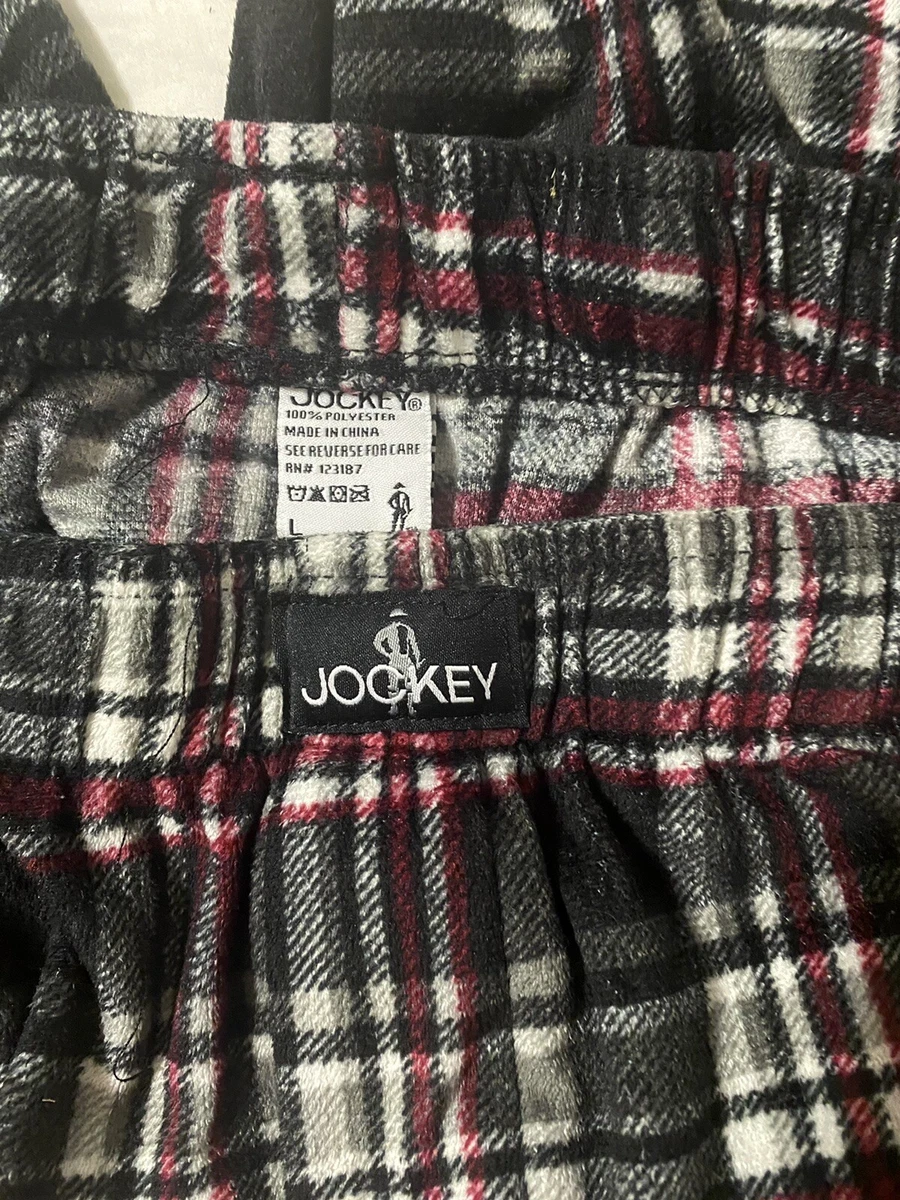 JOCKEY®
100% POLYESTER
MADE IN CHINA
SEE REVERSE FOR CARE
RN# 123187
L
JOCKEY